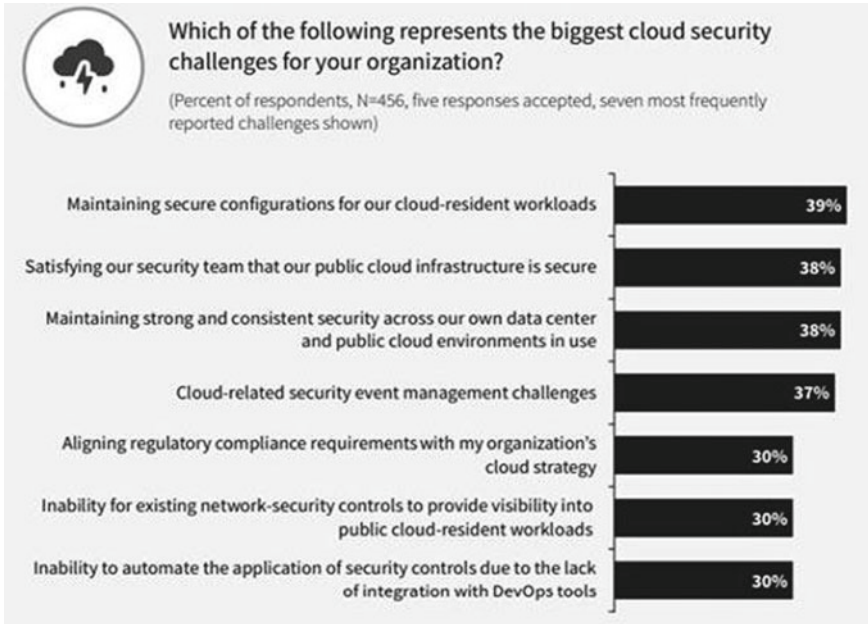 Which of the following represents the biggest cloud security
challenges for your organization?
(Percent of respondents, N=456, five responses accepted, seven most frequently
reported challenges shown)
Maintaining secure configurations for our cloud-resident workloads
39%
Satisfying our security team that our public cloud infrastructure is secure
38%
Maintaining strong and consistent security across our own data center
and public cloud environments in use
38%
Cloud-related security event management challenges
37%
Aligning regulatory compliance requirements with my organization's
cloud strategy
30%
Inability for existing network-security controls to provide visibility into
public cloud-resident workloads
30%
Inability to automate the application of security controls due to the lack
of integration with DevOps tools
30%